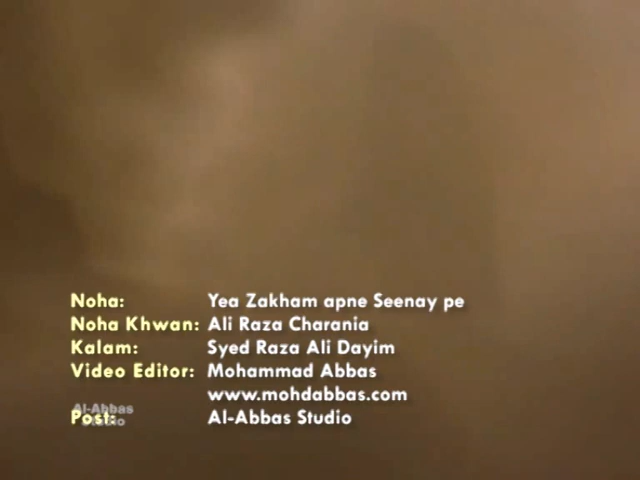 Noha: Yea Zakham apne Seenay pe
Noha Khwan: Ali Raza Charania
Kalam: Syed Raza Ali Dayim
Video Editor: Mohammad Abbas
www.mohdabbas.com
Post: Al-Abbas Studio
Al-Abbas
Studio